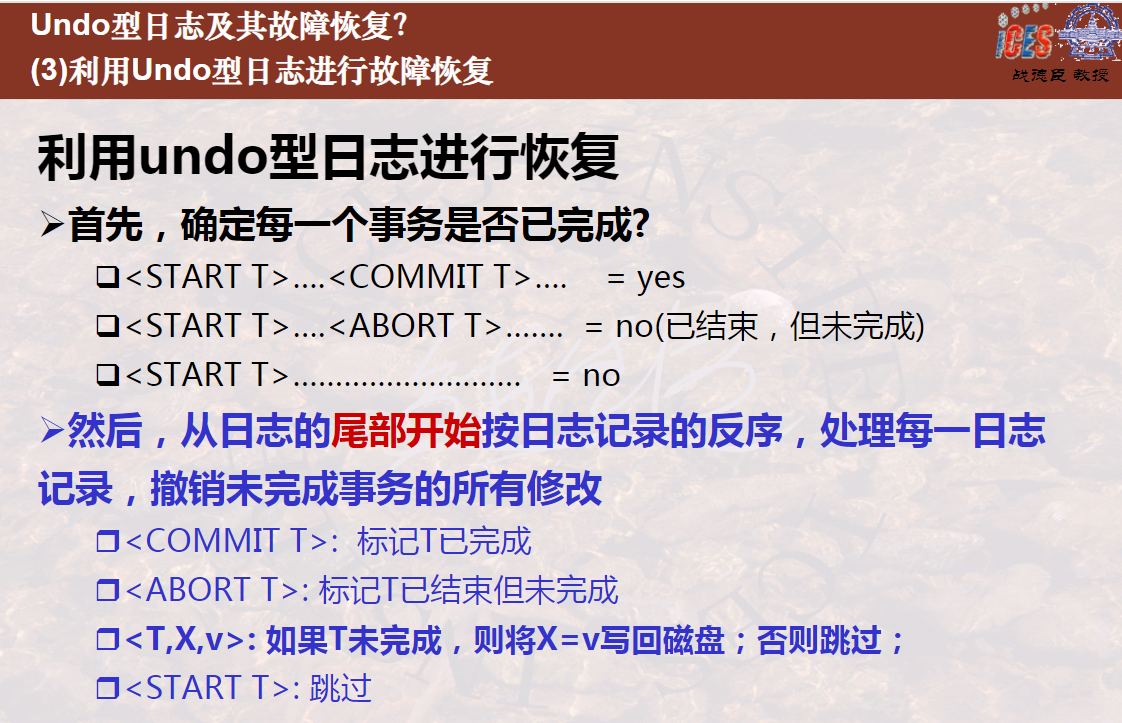 Undo型日志及其故障恢复?
(3)利用Undo型日志进行故障恢复
iCES
战德臣 教授
利用undo型日志进行恢复
➢首先，确定每一个事务是否已完成?
❑<START T>....<COMMIT T>.... = yes
❑<START T>....<ABORT T>....... = no(已结束，但未完成)
❑<START T>........................... = no
➢然后，从日志的尾部开始按日志记录的反序，处理每一日志
记录，撤销未完成事务的所有修改
❒<COMMIT T>: 标记T已完成
❒<ABORT T>: 标记T已结束但未完成
❒<T,X,v>: 如果T未完成，则将X=v写回磁盘；否则跳过；
❒<START T>: 跳过